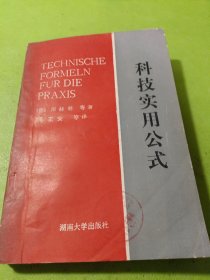 TECHNISCHE
FORMELN
FÜR DIE
PRAXIS
等著
等译
科技实用公式
湖南大学出版社